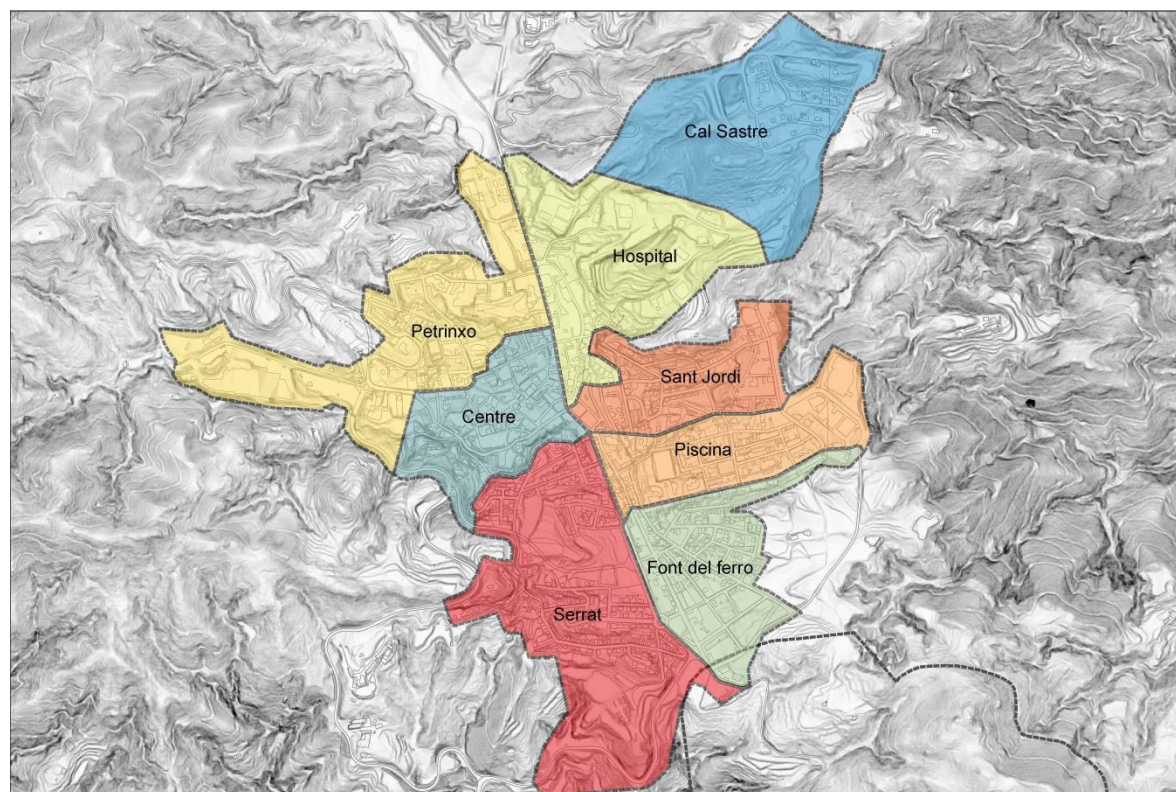 Cal Sastre
Hospital
Petrinxo
Sant Jordi
Centre
Piscina
Font del ferro
Serrat